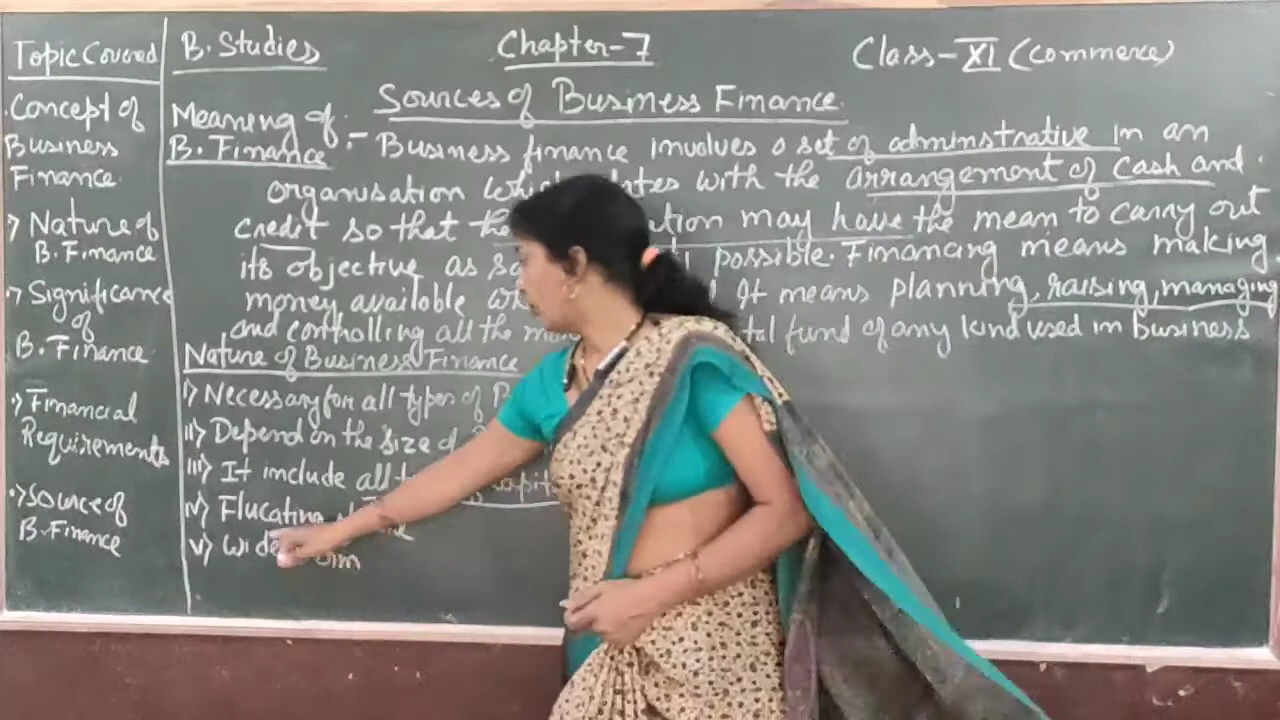 Topic Covered
Concept of
Business
Finance
Nature of
B. Finance
Significance
of
B. Finance
Financial
Requirements
Source of
B. Finance
B. Studies
Chapter-7
Class-XI (Commerce)
Sources of Business Finance
Meaning of
B. Finance :- Business finance involves a set of adminstrative in an
organisation which with the arrangement of Cash and
credit so that the may have the mean to carry out
its objective as possible. Financing means making
money available It means planning, raising, managing
and controlling all the fund of any kind used in business
Nature of Business Finance
i) Necessary for all types of
ii) Depend on the size of
iii) It include all
iv) Flucating
v)